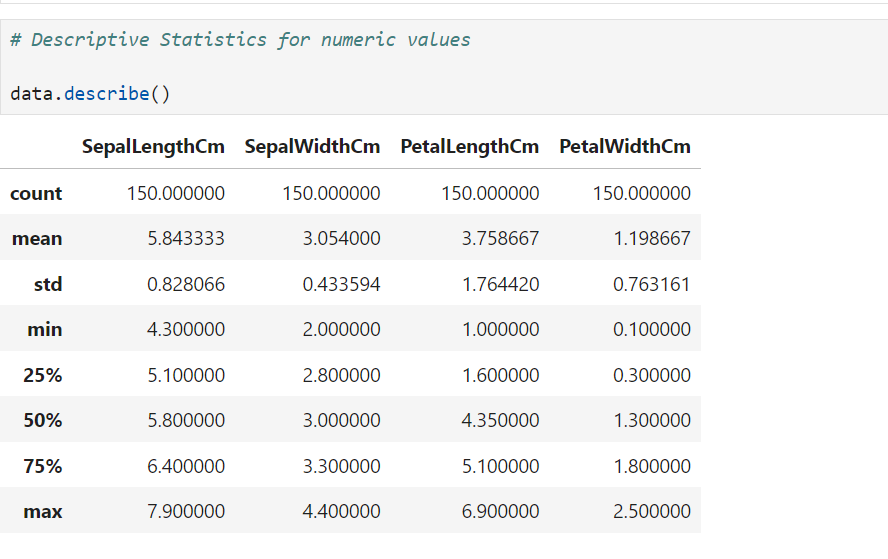 # Descriptive Statistics for numeric values
data.describe()
SepalLengthCm SepalWidthCm PetalLengthCm PetalWidthCm
count 150.000000 150.000000 150.000000 150.000000
mean 5.843333 3.054000 3.758667 1.198667
std 0.828066 0.433594 1.764420 0.763161
min 4.300000 2.000000 1.000000 0.100000
25% 5.100000 2.800000 1.600000 0.300000
50% 5.800000 3.000000 4.350000 1.300000
75% 6.400000 3.300000 5.100000 1.800000
max 7.900000 4.400000 6.900000 2.500000